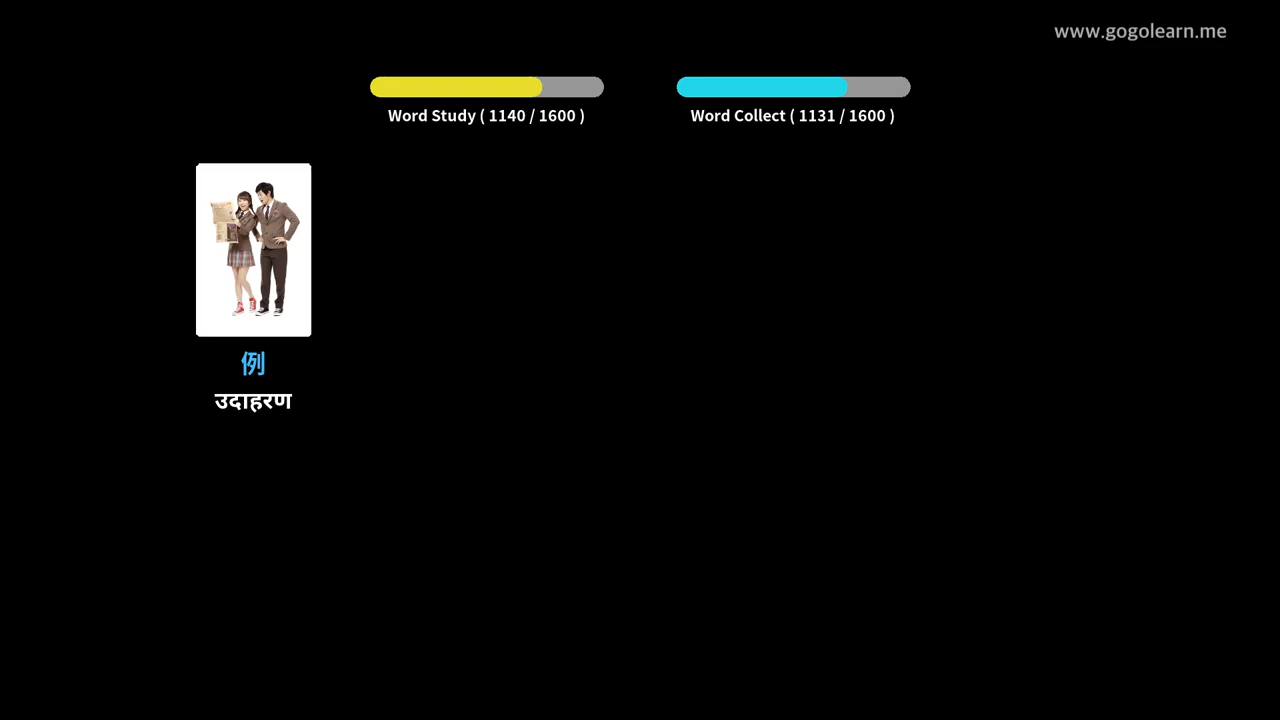 www.gogolearn.me
Word Study ( 1140 / 1600 )
Word Collect ( 1131 / 1600 )
例
उदाहरण